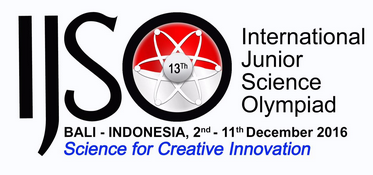 IJSO
13Th
International
Junior
Science
Olympiad
BALI - INDONESIA, 2nd - 11th December 2016
Science for Creative Innovation